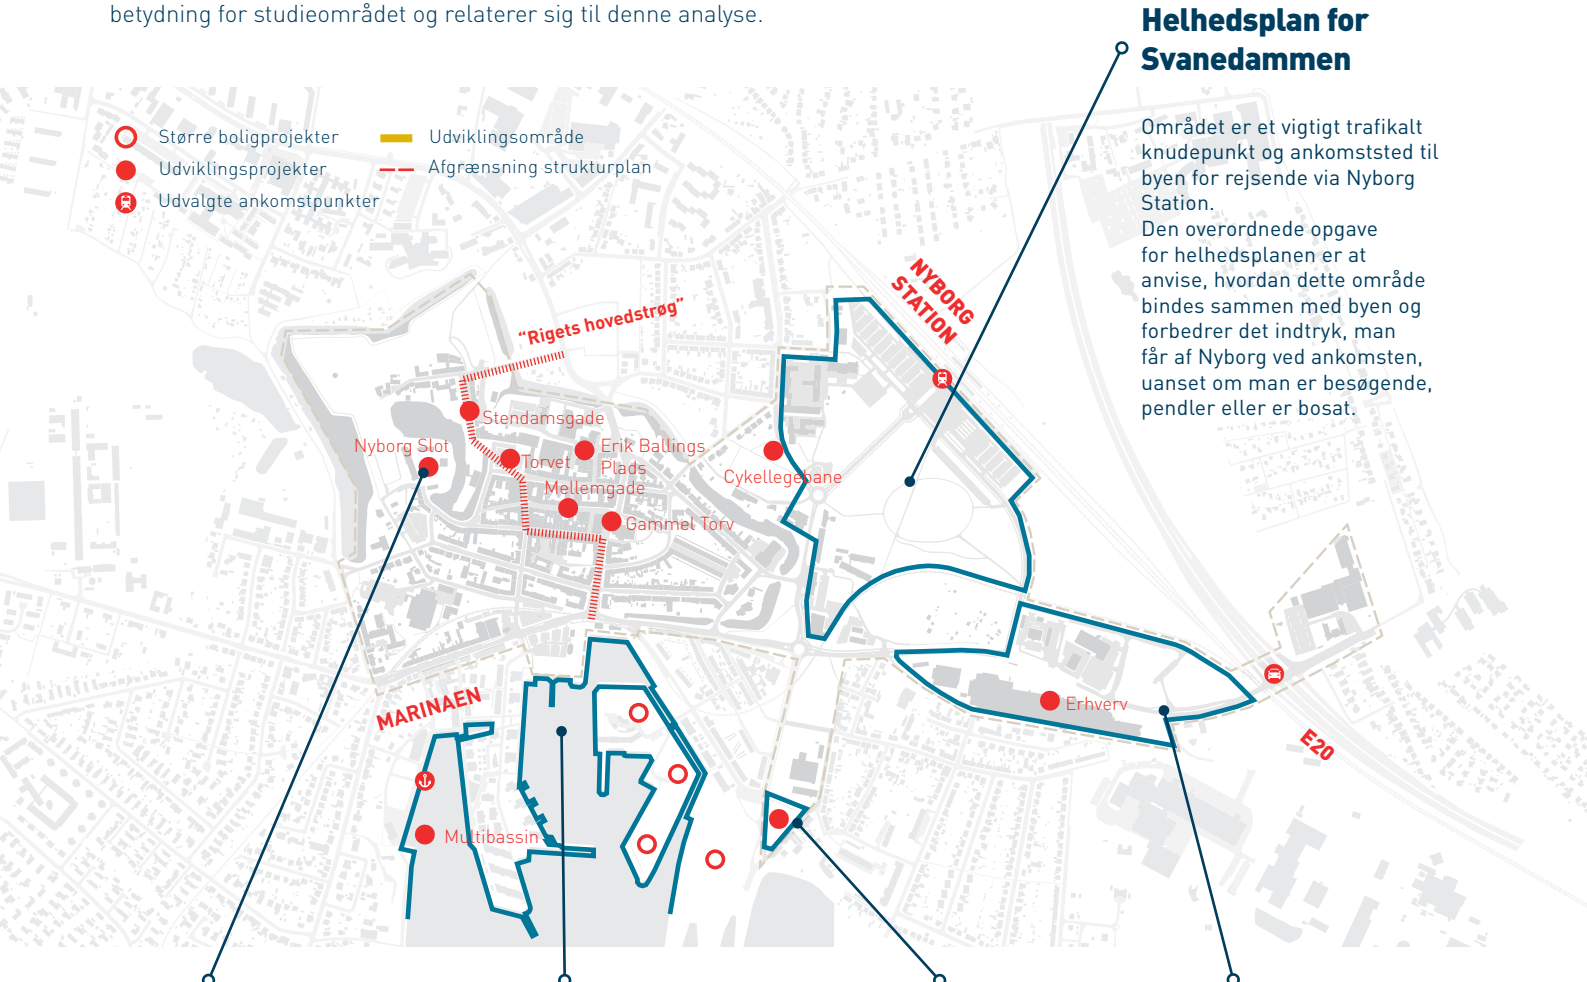 betydning for studieområdet og relaterer sig til denne analyse.
Helhedsplan for
Svanedammen
Området er et vigtigt trafikalt
knudepunkt og ankomststed til
byen for rejsende via Nyborg
Station.
Den overordnede opgave
for helhedsplanen er at
anvise, hvordan dette område
bindes sammen med byen og
forbedrer det indtryk, man
får af Nyborg ved ankomsten,
uanset om man er besøgende,
pendler eller er bosat.
Større boligprojekter
Udviklingsprojekter
Udvalgte ankomstpunkter
Udviklingsområde
Afgrænsning strukturplan
NYBORG
STATION
"Rigets hovedstrøg"
Stendamsgade
Nyborg Slot
Torvet
Erik Ballings
Plads
Mellemgade
Gammel Torv
Cykellegebane
MARINAEN
Multibassin
Erhverv
E20